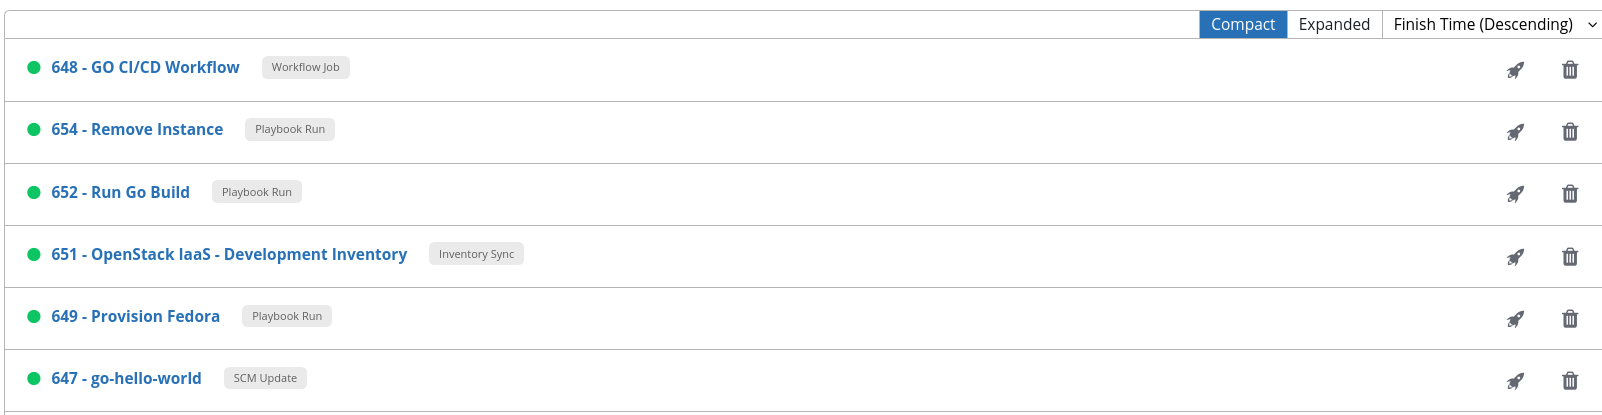 Compact Expanded Finish Time (Descending)
648 - GO CI/CD Workflow Workflow Job
654 - Remove Instance Playbook Run
652 - Run Go Build Playbook Run
651 - OpenStack IaaS - Development Inventory Inventory Sync
649 - Provision Fedora Playbook Run
647 - go-hello-world SCM Update